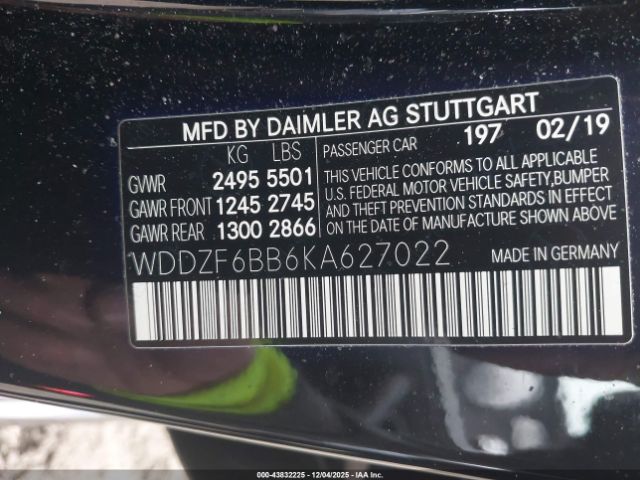 MFD BY DAIMLER AG STUTTGART
KG LBS PASSENGER CAR 197 02/19
GVWR 2495 5501
GAWR FRONT 1245 2745
GAWR REAR 1300 2866
THIS VEHICLE CONFORMS TO ALL APPLICABLE
U.S. FEDERAL MOTOR VEHICLE SAFETY,BUMPER
AND THEFT PREVENTION STANDARDS IN EFFECT
ON THE DATE OF MANUFACTURE SHOWN ABOVE
WDDZF6BB6KA627022 MADE IN GERMANY
000-43832225 - 12/04/2025 - IAA Holdings, LLC.